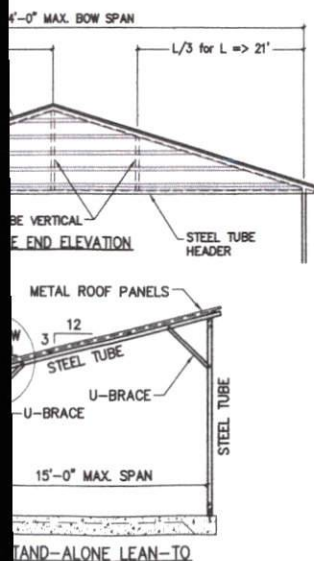 4'-0" MAX. BOW SPAN
L/3 for L => 21'
BE VERTICAL
E END ELEVATION
STEEL TUBE
HEADER
METAL ROOF PANELS
12
3
W
STEEL TUBE
U-BRACE
U-BRACE
STEEL TUBE
15'-0" MAX. SPAN
TAND-ALONE LEAN-TO